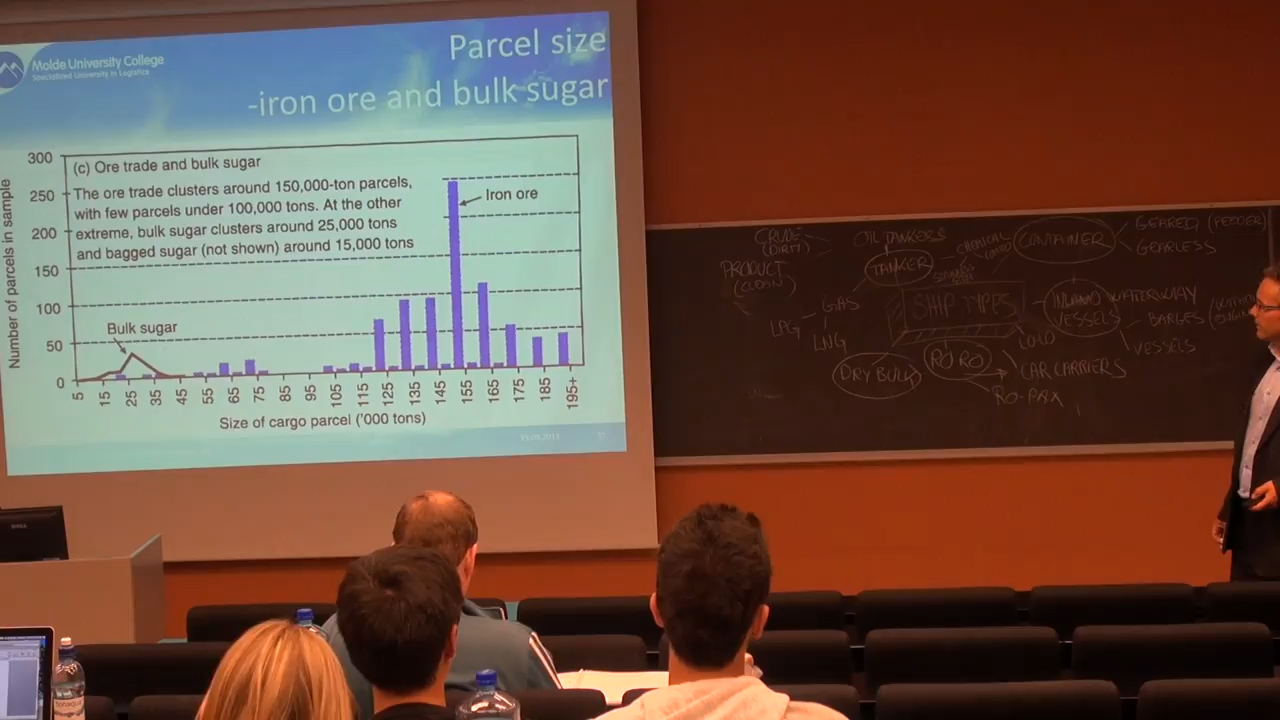 Molde University College
Specialized University in Logistics
Parcel size
-iron ore and bulk sugar
Number of parcels in sample
300
250
200
150
100
50
0
(c) Ore trade and bulk sugar
The ore trade clusters around 150,000-ton parcels,
with few parcels under 100,000 tons. At the other
extreme, bulk sugar clusters around 25,000 tons
and bagged sugar (not shown) around 15,000 tons
Iron ore
Bulk sugar
5 15 25 35 45 55 65 75 85 95 105 115 125 135 145 155 165 175 185 195+
Size of cargo parcel ('000 tons)
CRUDE
(DIRTY)
PRODUCT
(CLEAN)
OIL TANKERS
TANKER
CHEMICAL
CONTAINER
GEARED (FEEDER)
GEARLESS
GAS
LPG
LNG
SHIP TYPES
INLAND WATERWAY
VESSELS
BARGES
VESSELS
LOLO
DRY BULK
RO RO
CAR CARRIERS
RO-PAX
DELL